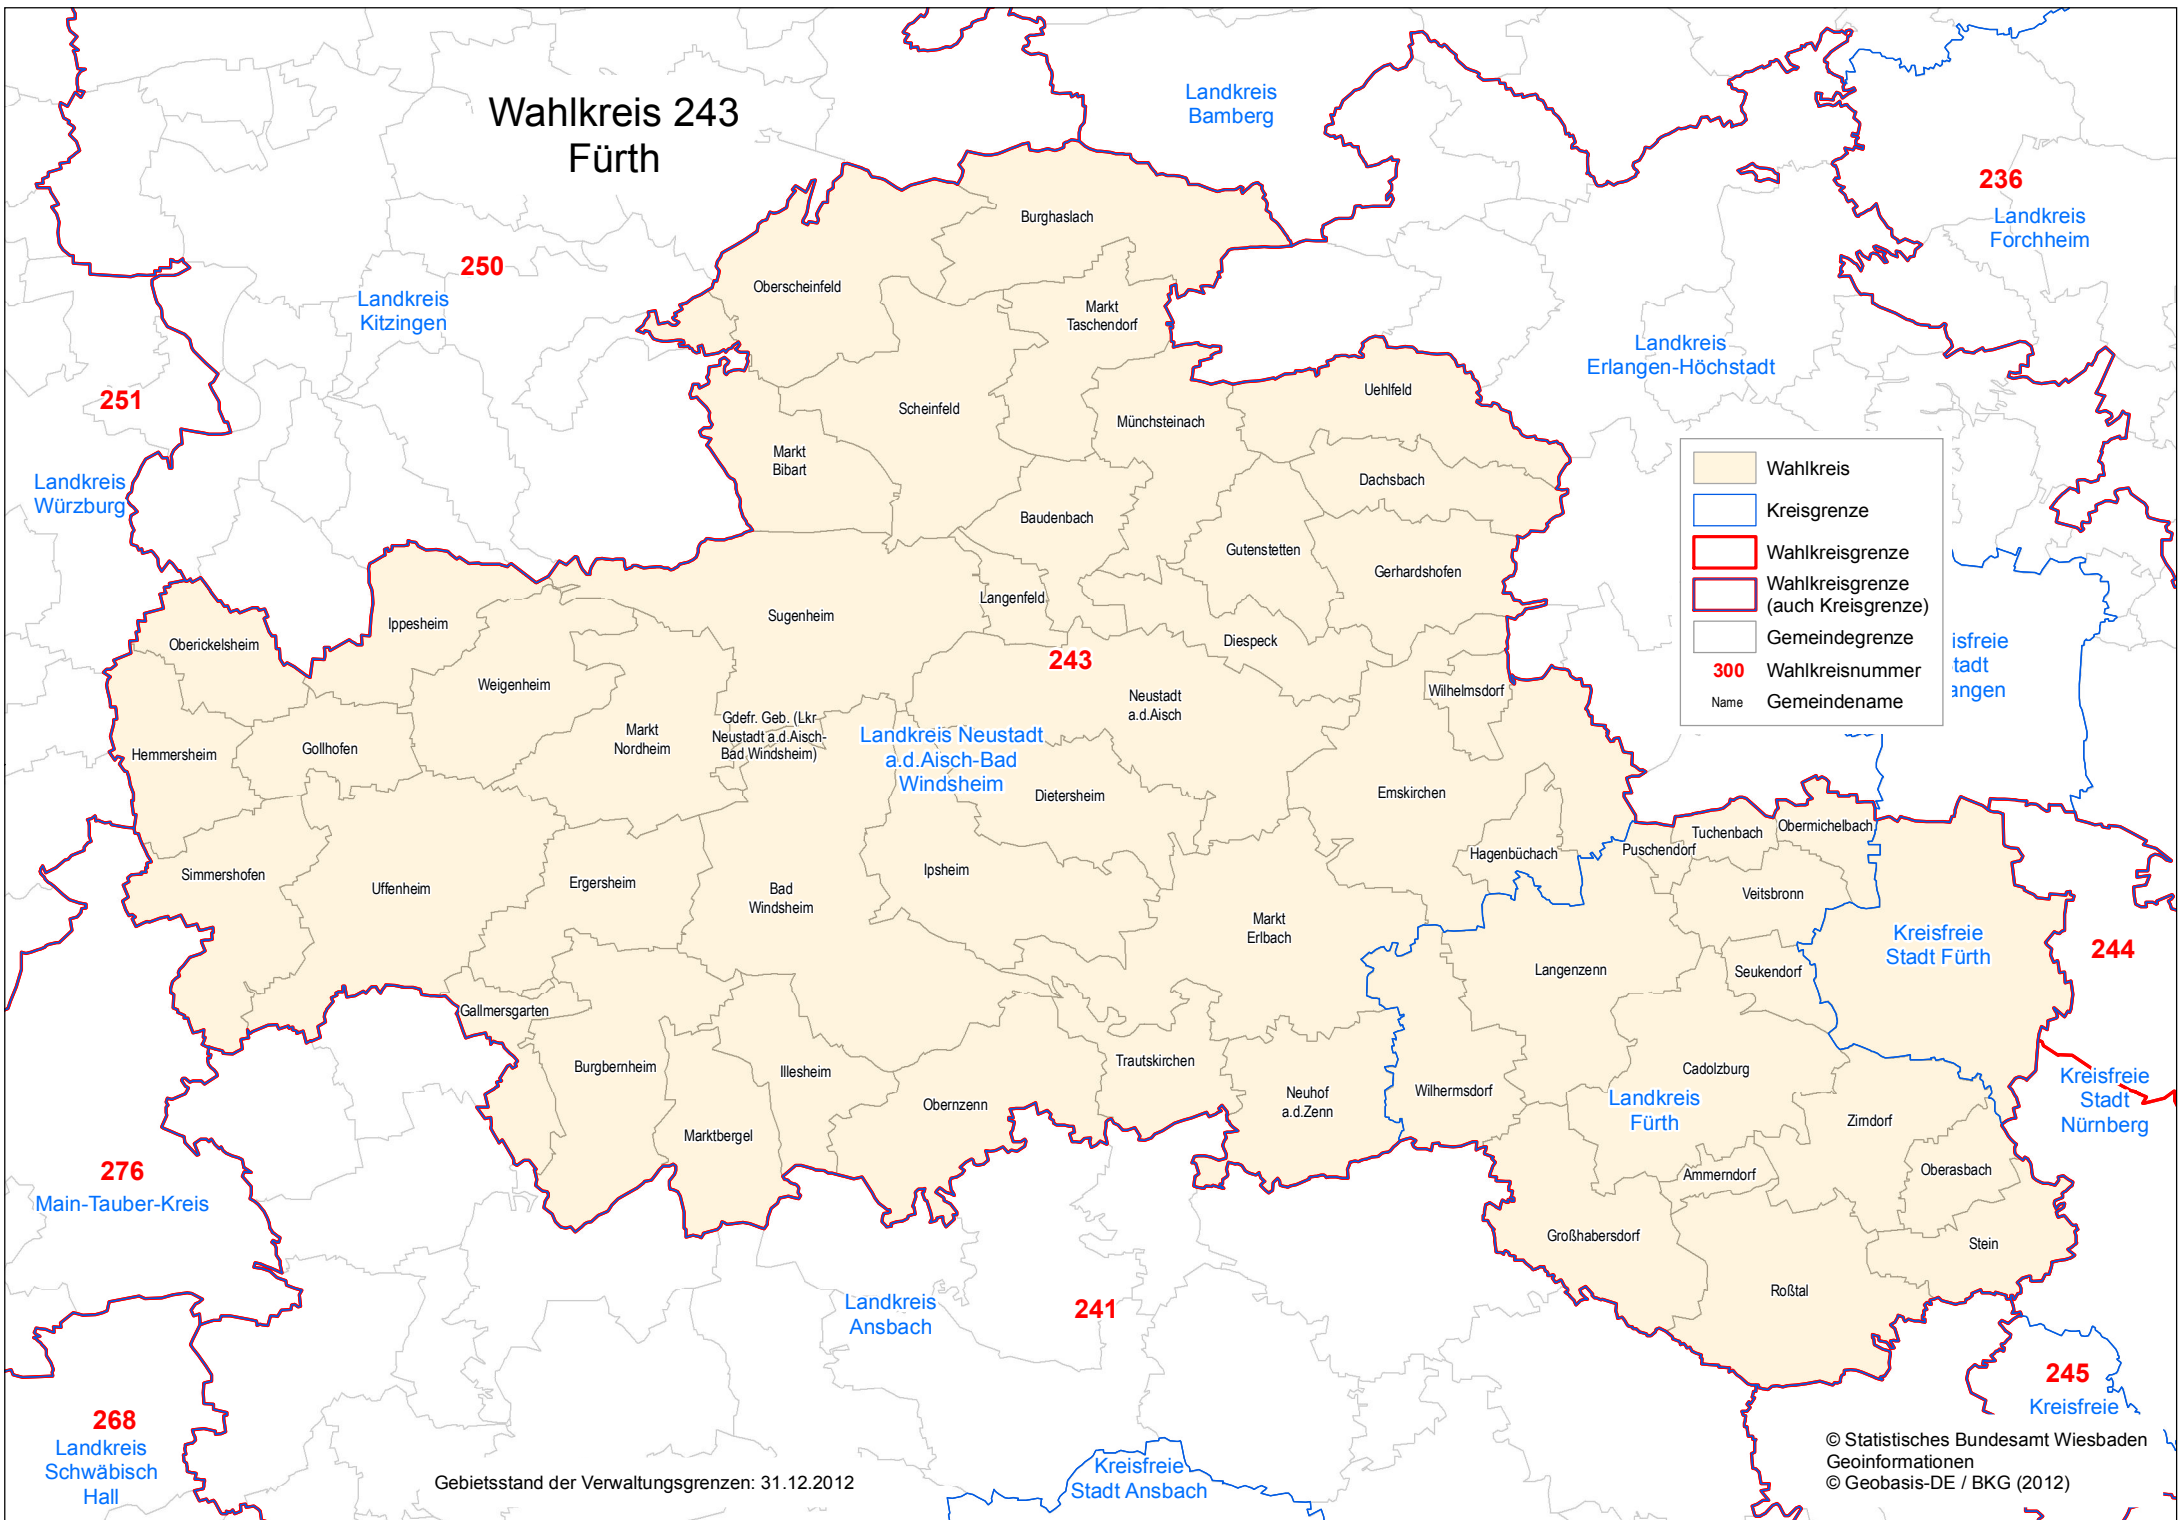 Wahlkreis 243
Fürth
Landkreis
Bamberg
236
Landkreis
Forchheim
250
Landkreis
Kitzingen
251
Landkreis
Würzburg
Landkreis
Erlangen-Höchstadt
Burghaslach
Oberscheinfeld
Markt
Taschendorf
Scheinfeld
Münchsteinach
Uehlfeld
Markt
Bibart
Dachsbach
Baudenbach
Gutenstetten
Gerhardshofen
Langenfeld
Sugenheim
Diespeck
Ippesheim
Oberickelsheim
Weigenheim
243
Neustadt
a.d.Aisch
Wilhelmsdorf
Hemmersheim
Gollhofen
Markt
Nordheim
Gdefr. Geb. (Lkr
Neustadt a.d.Aisch-
Bad Windsheim)
Landkreis Neustadt
a.d.Aisch-Bad
Windsheim
Dietersheim
Emskirchen
Wahlkreis
Kreisgrenze
Wahlkreisgrenze
Wahlkreisgrenze
(auch Kreisgrenze)
Gemeindegrenze
300 Wahlkreisnummer
Name Gemeindename
isfreie
tadt
angen
Simmershofen
Uffenheim
Ergersheim
Bad
Windsheim
Ipsheim
Hagenbüchach
Puschendorf
Tuchenbach
Obermichelbach
Veitsbronn
Markt
Erlbach
Langenzenn
Seukendorf
Kreisfreie
Stadt Fürth
244
Gallmersgarten
Burgbernheim
Illesheim
Marktbergel
Obernzenn
Trautskirchen
Neuhof
a.d.Zenn
Wilhermsdorf
Cadolzburg
Landkreis
Fürth
Zirndorf
Kreisfreie
Stadt
Nürnberg
Ammerndorf
Oberasbach
Großhabersdorf
Stein
Roßtal
276
Main-Tauber-Kreis
Landkreis
Ansbach
241
245
Kreisfreie
268
Landkreis
Schwäbisch
Hall
Kreisfreie
Stadt Ansbach
Gebietsstand der Verwaltungsgrenzen: 31.12.2012
© Statistisches Bundesamt Wiesbaden
Geoinformationen
© Geobasis-DE / BKG (2012)